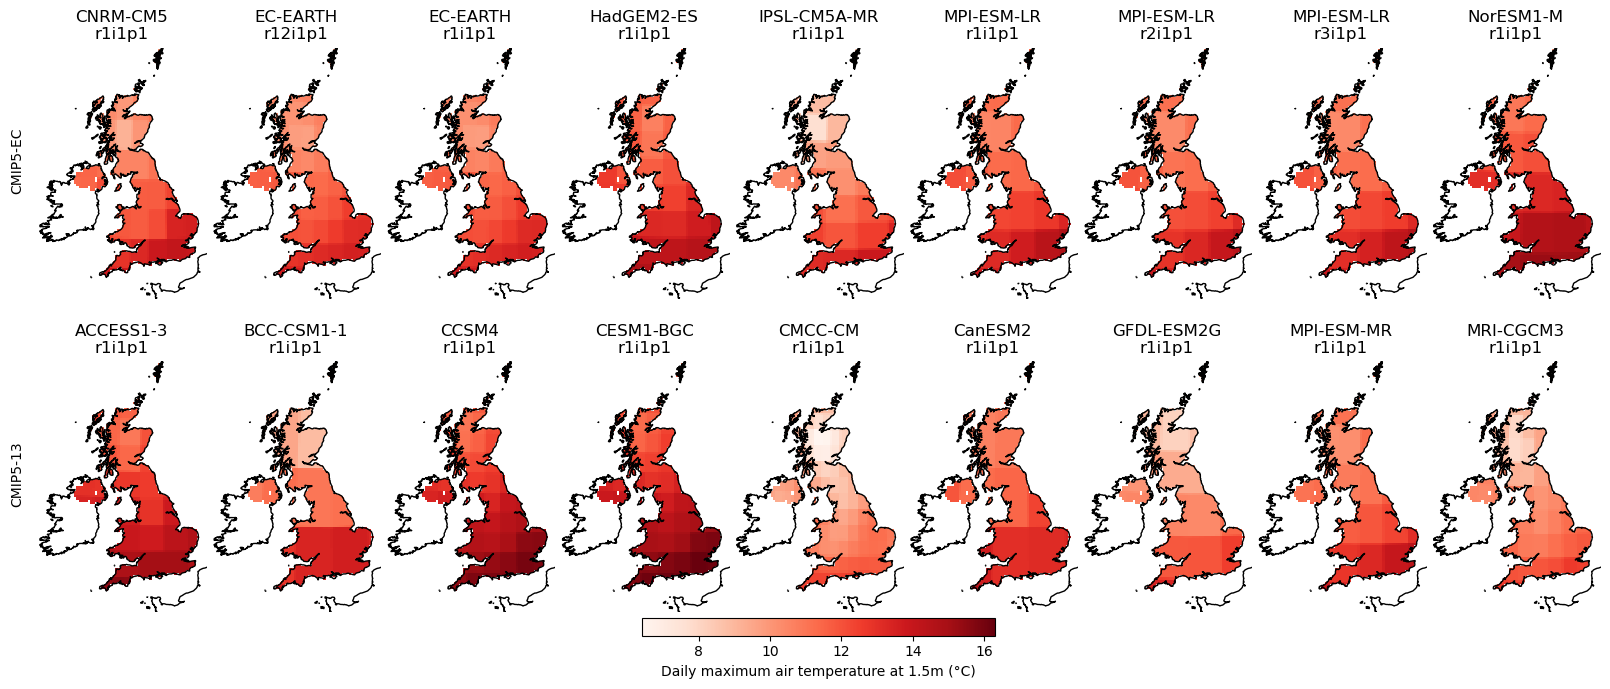 CNRM-CM5
r1i1p1
EC-EARTH
r12i1p1
EC-EARTH
r1i1p1
HadGEM2-ES
r1i1p1
IPSL-CM5A-MR
r1i1p1
MPI-ESM-LR
r1i1p1
MPI-ESM-LR
r2i1p1
MPI-ESM-LR
r3i1p1
NorESM1-M
r1i1p1
CMIP5-EC
ACCESS1-3
r1i1p1
BCC-CSM1-1
r1i1p1
CCSM4
r1i1p1
CESM1-BGC
r1i1p1
CMCC-CM
r1i1p1
CanESM2
r1i1p1
GFDL-ESM2G
r1i1p1
MPI-ESM-MR
r1i1p1
MRI-CGCM3
r1i1p1
CMIP5-13
8 10 12 14 16
Daily maximum air temperature at 1.5m (°C)